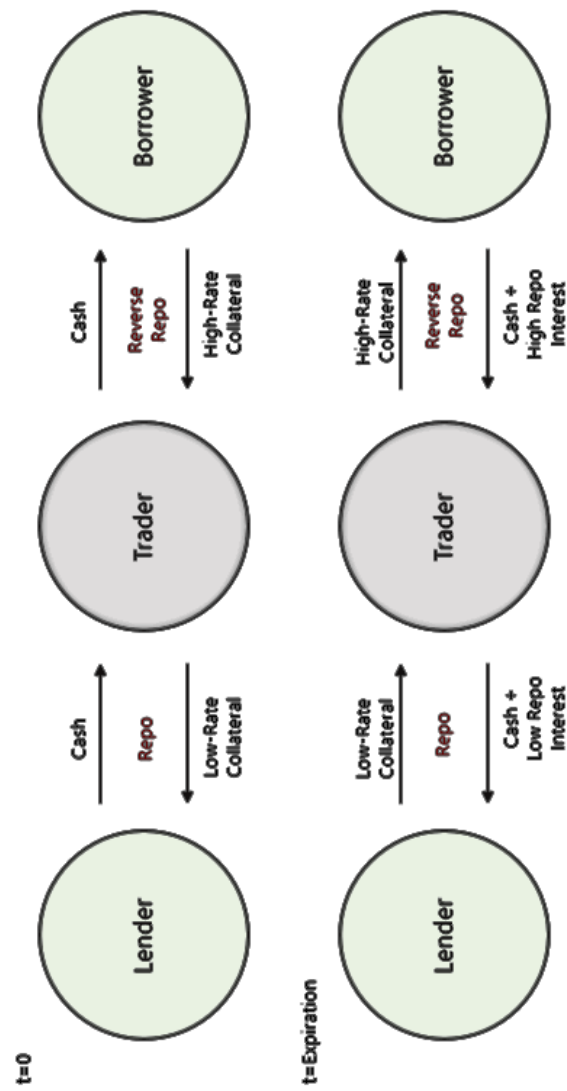 t=0
Lender
Cash
Repo
Low-Rate
Collateral
Trader
Cash
Reverse
Repo
High-Rate
Collateral
Borrower
t=Expiration
Lender
Low-Rate
Collateral
Repo
Cash +
Low Repo
Interest
Trader
High-Rate
Collateral
Reverse
Repo
Cash +
High Repo
Interest
Borrower